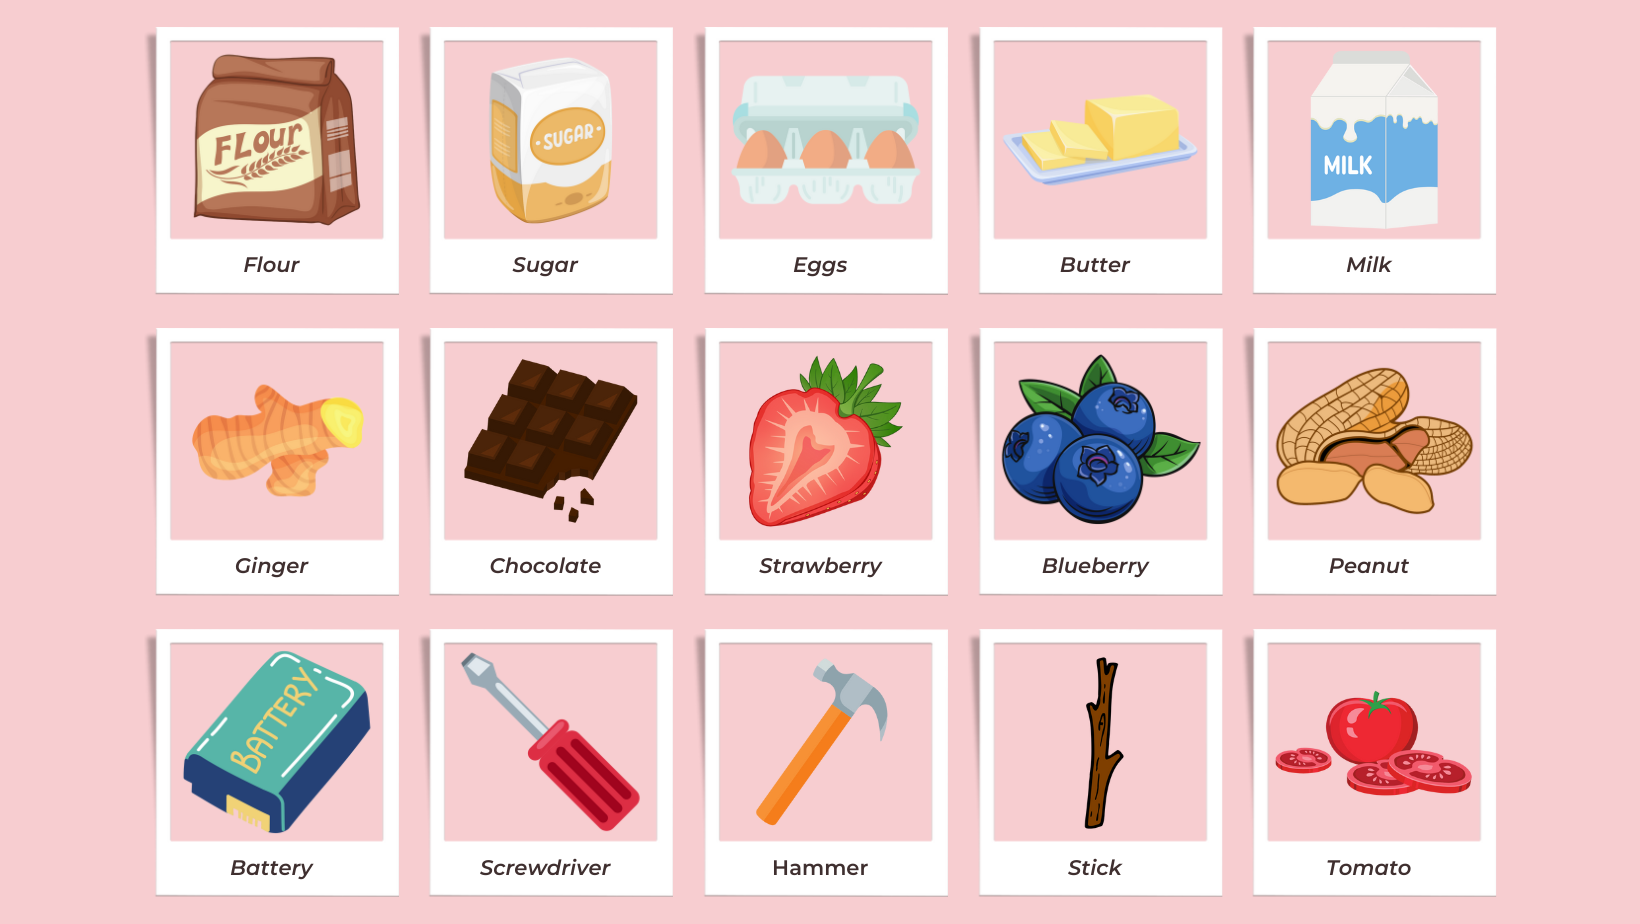 FLour
SUGAR
MILK
Flour
Sugar
Eggs
Butter
Milk
Ginger
Chocolate
Strawberry
Blueberry
Peanut
BATTERY
Battery
Screwdriver
Hammer
Stick
Tomato